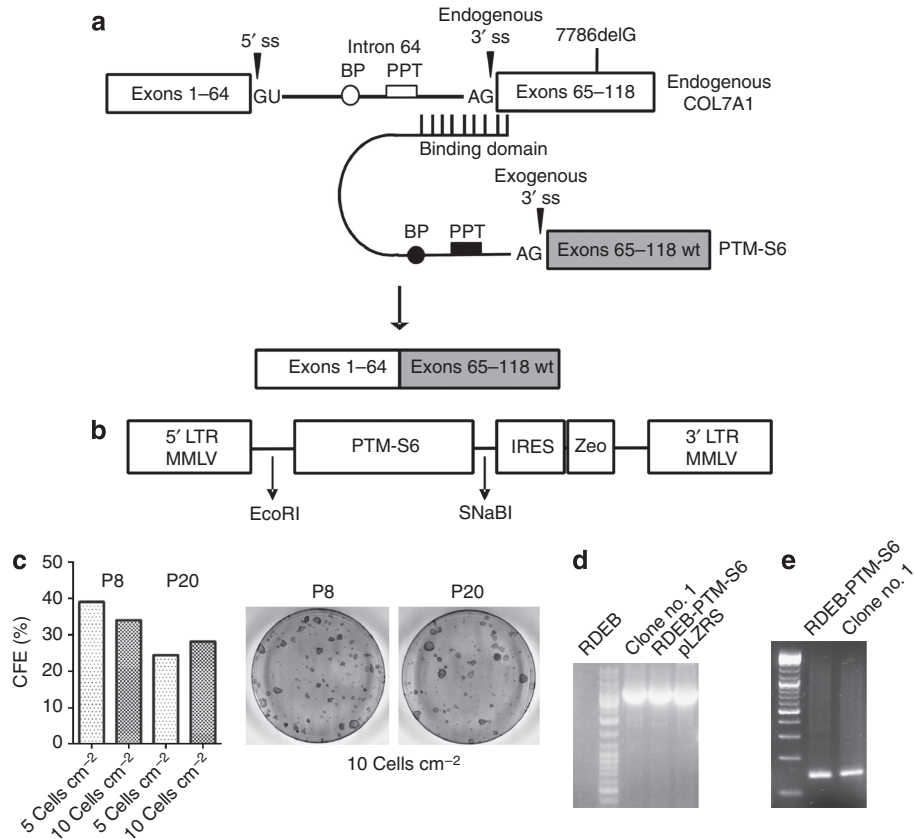 a
5′ ss
Intron 64
BP
PPT
Endogenous
3′ ss
7786delG
Exons 1–64
GU
AG
Exons 65–118
Endogenous
COL7A1
Binding domain
Exogenous
3′ ss
BP
PPT
AG
Exons 65–118 wt
PTM-S6
Exons 1–64
Exons 65–118 wt
b
5′ LTR
MMLV
PTM-S6
IRES
Zeo
3′ LTR
MMLV
EcoRI
SNaBI
c
CFE (%)
50
40
30
20
10
0
P8
P20
5 Cells cm⁻²
10 Cells cm⁻²
5 Cells cm⁻²
10 Cells cm⁻²
P8
P20
10 Cells cm⁻²
d
RDEB
Clone no. 1
RDEB-PTM-S6
pLZRS
e
RDEB-PTM-S6
Clone no. 1